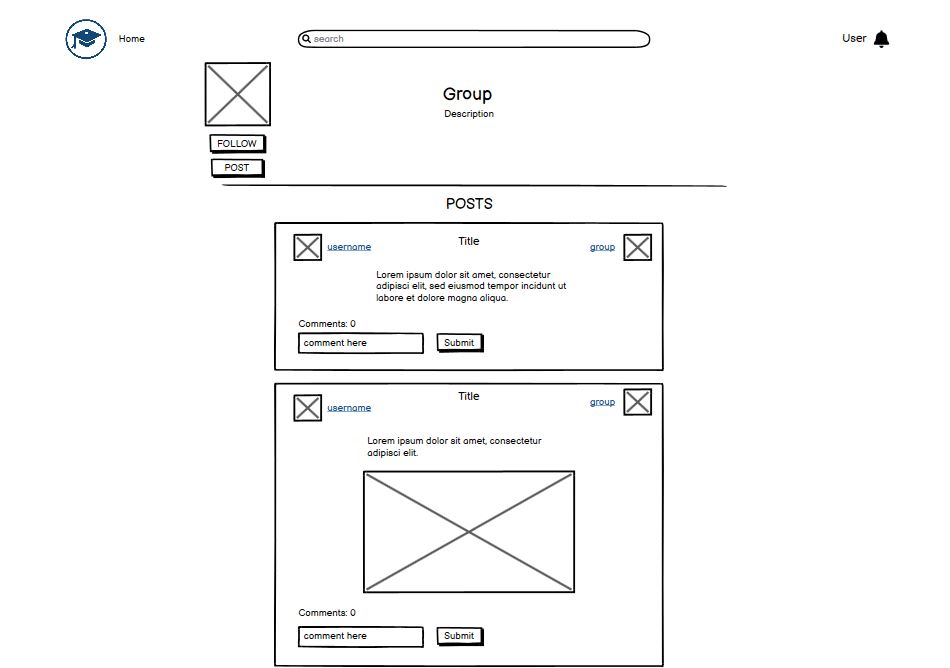 Home
search
User
Group
Description
FOLLOW
POST
POSTS
username
Title
group
Lorem ipsum dolor sit amet, consectetur
adipisci elit, sed eiusmod tempor incidunt ut
labore et dolore magna aliqua.
Comments: 0
comment here
Submit
username
Title
group
Lorem ipsum dolor sit amet, consectetur
adipisci elit.
Comments: 0
comment here
Submit